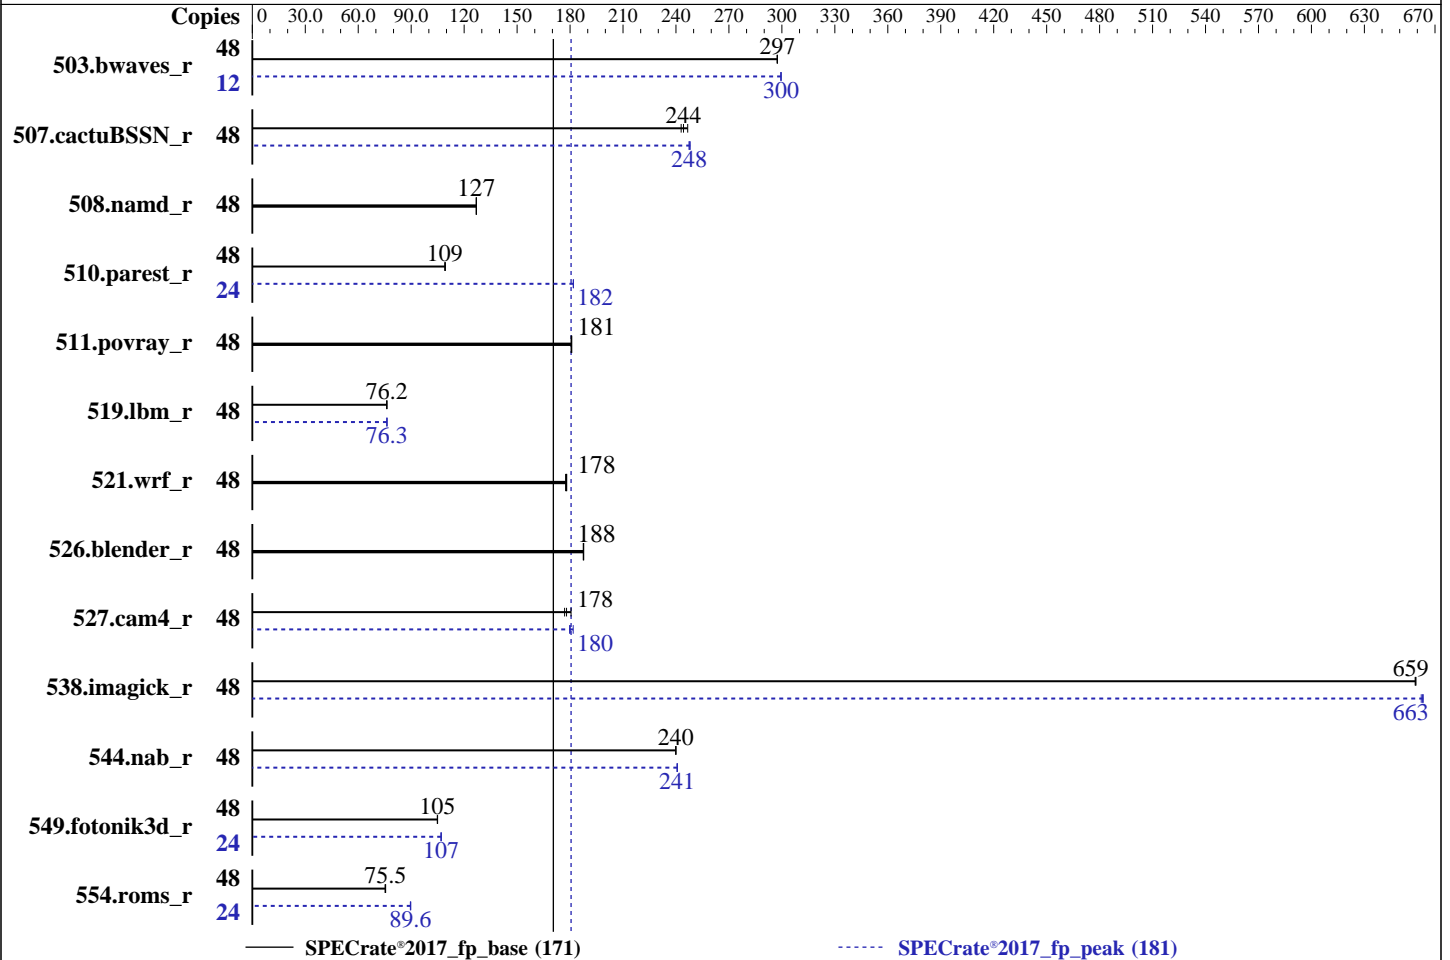 Copies 0 30.0 60.0 90.0 120 150 180 210 240 270 300 330 360 390 420 450 480 510 540 570 600 630 670
503.bwaves_r 48 297
12 300
507.cactuBSSN_r 48 244
248
508.namd_r 48 127
510.parest_r 48 109
24 182
511.povray_r 48 181
519.lbm_r 48 76.2
76.3
521.wrf_r 48 178
526.blender_r 48 188
527.cam4_r 48 178
180
538.imagick_r 48 659
663
544.nab_r 48 240
241
549.fotonik3d_r 48 105
24 107
554.roms_r 48 75.5
24 89.6
SPECrate®2017_fp_base (171) SPECrate®2017_fp_peak (181)